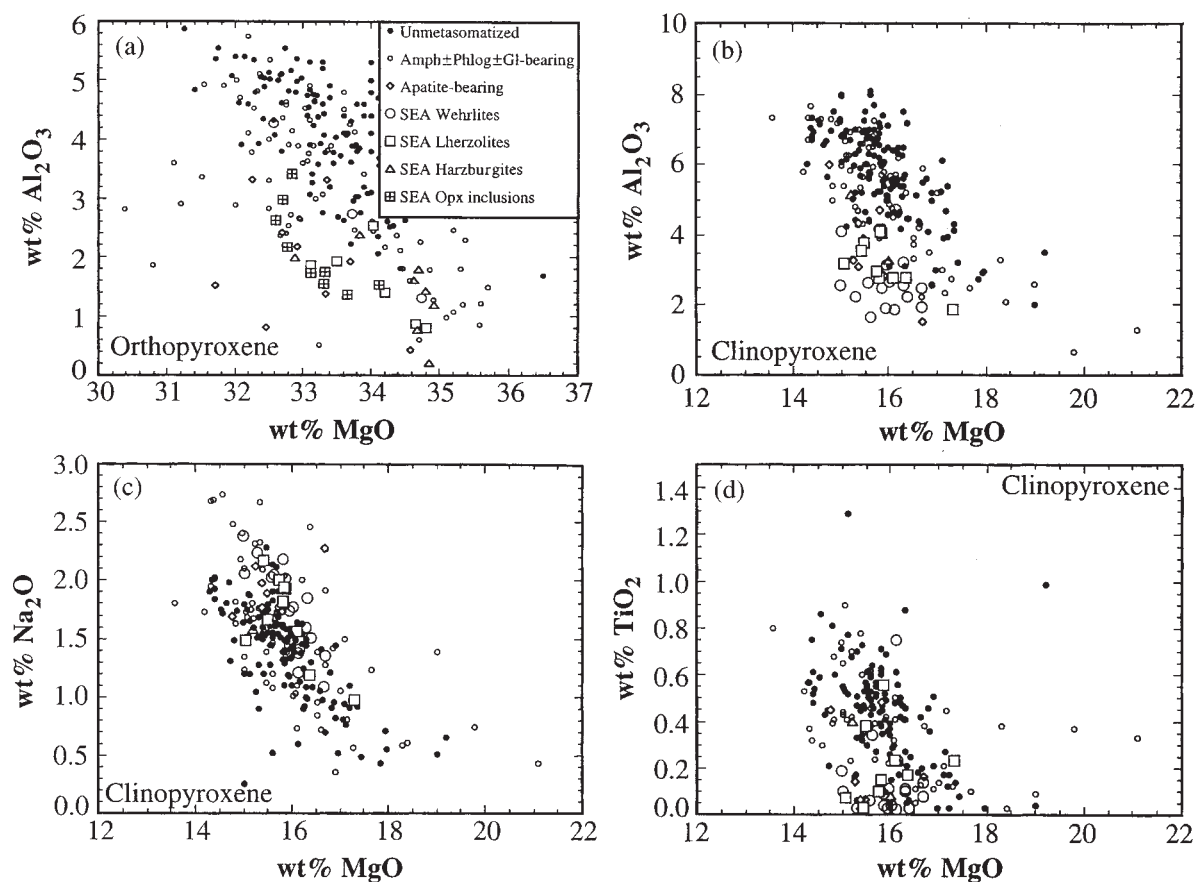 (a)
Unmetasomatized
Amph±Phlog±Gl-bearing
Apatite-bearing
SEA Wehrlites
SEA Lherzolites
SEA Harzburgites
SEA Opx inclusions
6
5
4
3
2
1
0
wt% Al2O3
Orthopyroxene
30 31 32 33 34 35 36 37
wt% MgO
(b)
10
8
6
4
2
0
wt% Al2O3
Clinopyroxene
12 14 16 18 20 22
wt% MgO
(c)
3.0
2.5
2.0
1.5
1.0
0.5
0.0
wt% Na2O
Clinopyroxene
12 14 16 18 20 22
wt% MgO
(d)
Clinopyroxene
1.4
1.2
1.0
0.8
0.6
0.4
0.2
0.0
wt% TiO2
12 14 16 18 20 22
wt% MgO